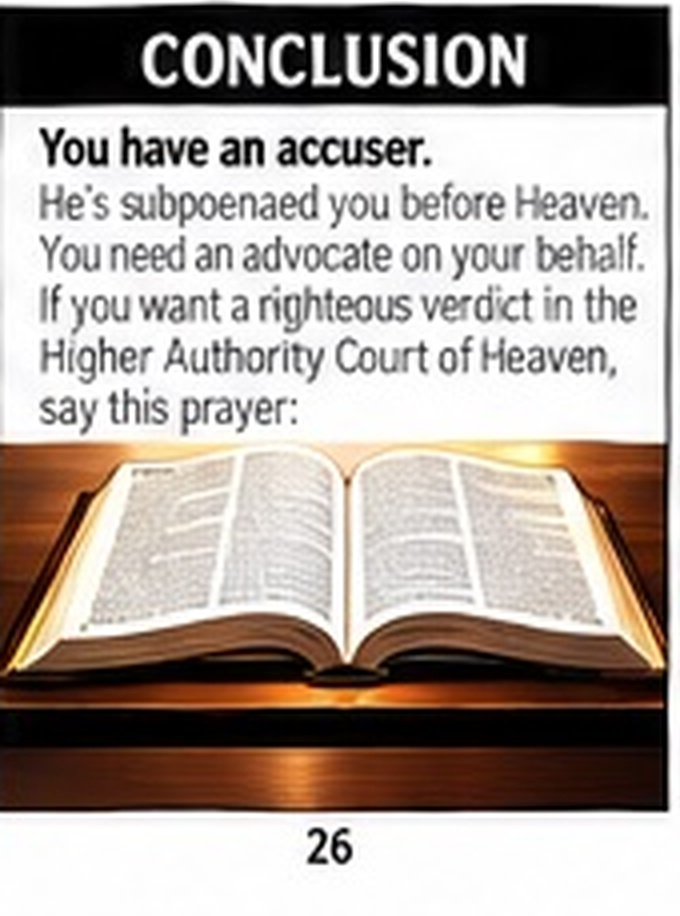 CONCLUSION
You have an accuser.
He's subpoenaed you before Heaven.
You need an advocate on your behalf.
If you want a righteous verdict in the
Higher Authority Court of Heaven,
say this prayer:
26